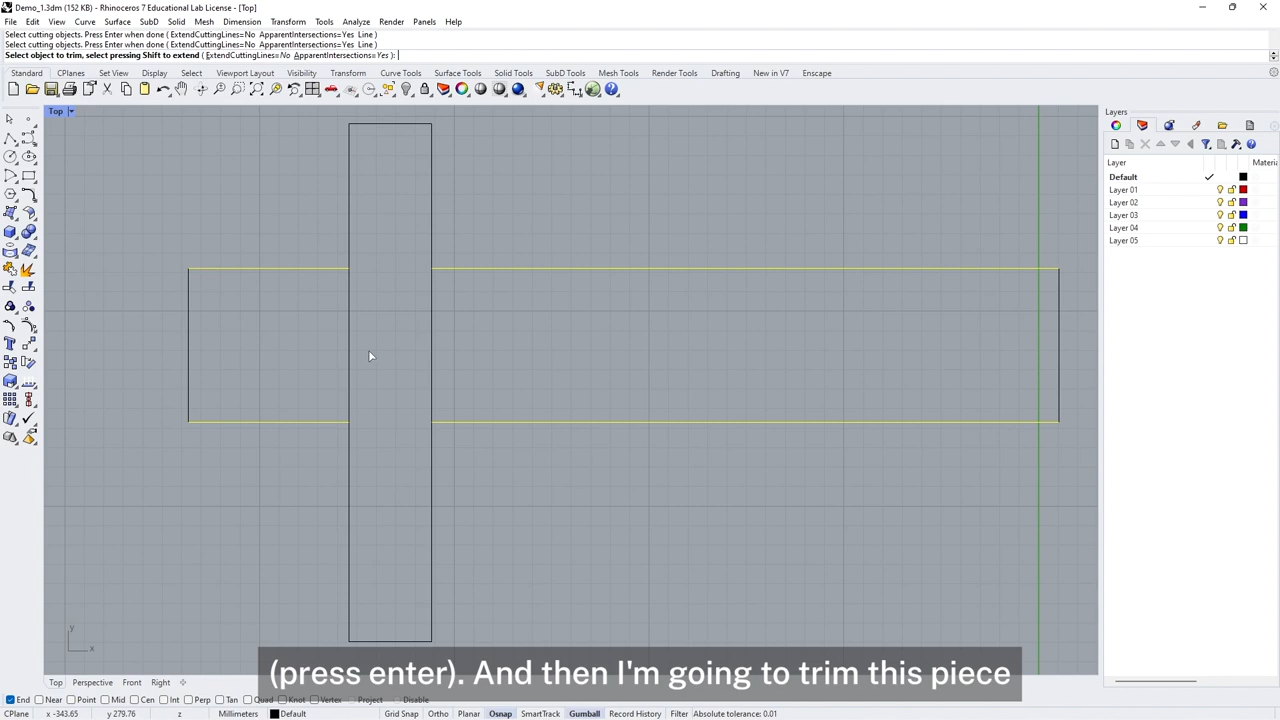 Demo_1.3dm (152 KB) - Rhinoceros 7 Educational Lab License - [Top]
File Edit View Curve Surface SubD Solid Mesh Dimension Transform Tools Analyze Render Panels Help
Select cutting objects. Press Enter when done ( ExtendCuttingLines=No ApparentIntersections=Yes Line )
Select cutting objects. Press Enter when done ( ExtendCuttingLines=No ApparentIntersections=Yes Line )
Select object to trim, select pressing Shift to extend ( ExtendCuttingLines=No ApparentIntersections=Yes ):
Standard CPlanes Set View Display Select Viewport Layout Visibility Transform Curve Tools Surface Tools Solid Tools SubD Tools Mesh Tools Render Tools Drafting New in V7 Enscape
Top
Layers
Layer Materia
Default
Layer 01
Layer 02
Layer 03
Layer 04
Layer 05
y
x
(press enter). And then I'm going to trim this piece
Top Perspective Front Right
End Near Point Mid Cen Int Perp Tan Quad Knot Vertex Project Disable
CPlane x -343.65 y 279.76 z Millimeters Default Grid Snap Ortho Planar Osnap SmartTrack Gumball Record History Filter Absolute tolerance: 0.01